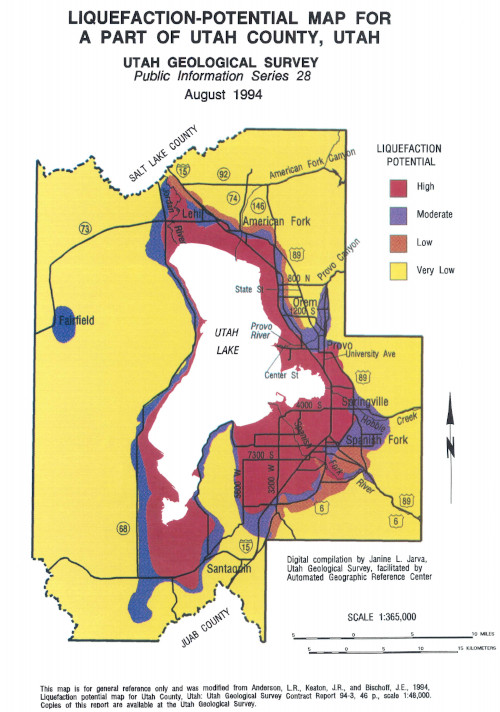 LIQUEFACTION-POTENTIAL MAP FOR
A PART OF UTAH COUNTY, UTAH
UTAH GEOLOGICAL SURVEY
Public Information Series 28
August 1994
SALT LAKE COUNTY
LIQUEFACTION
POTENTIAL
High
Moderate
Low
Very Low
15
92
American Fork Canyon
74
146
Jordan River
Lehi
American Fork
73
89
Provo Canyon
800 N
State St
Orem
1200 S
Fairfield
UTAH
LAKE
Provo
River
Provo
University Ave
Center St
89
4000 S
Springville
Hobble Creek
Spanish Fork
Spanish Fork River
7300 S
5600 W
3200 W
89
6
6
68
15
Santaquin
JUAB COUNTY
N
Digital compilation by Janine L. Jarva,
Utah Geological Survey, facilitated by
Automated Geographic Reference Center
SCALE 1:365,000
5 0 5 10 MILES
5 0 5 10 15 KILOMETERS
This map is for general reference only and was modified from Anderson, L.R., Keaton, J.R., and Bischoff, J.E., 1994,
Liquefaction potential map for Utah County, Utah: Utah Geological Survey Contract Report 94-3, 46 p., scale 1:48,000.
Copies of this report are available at the Utah Geological Survey.